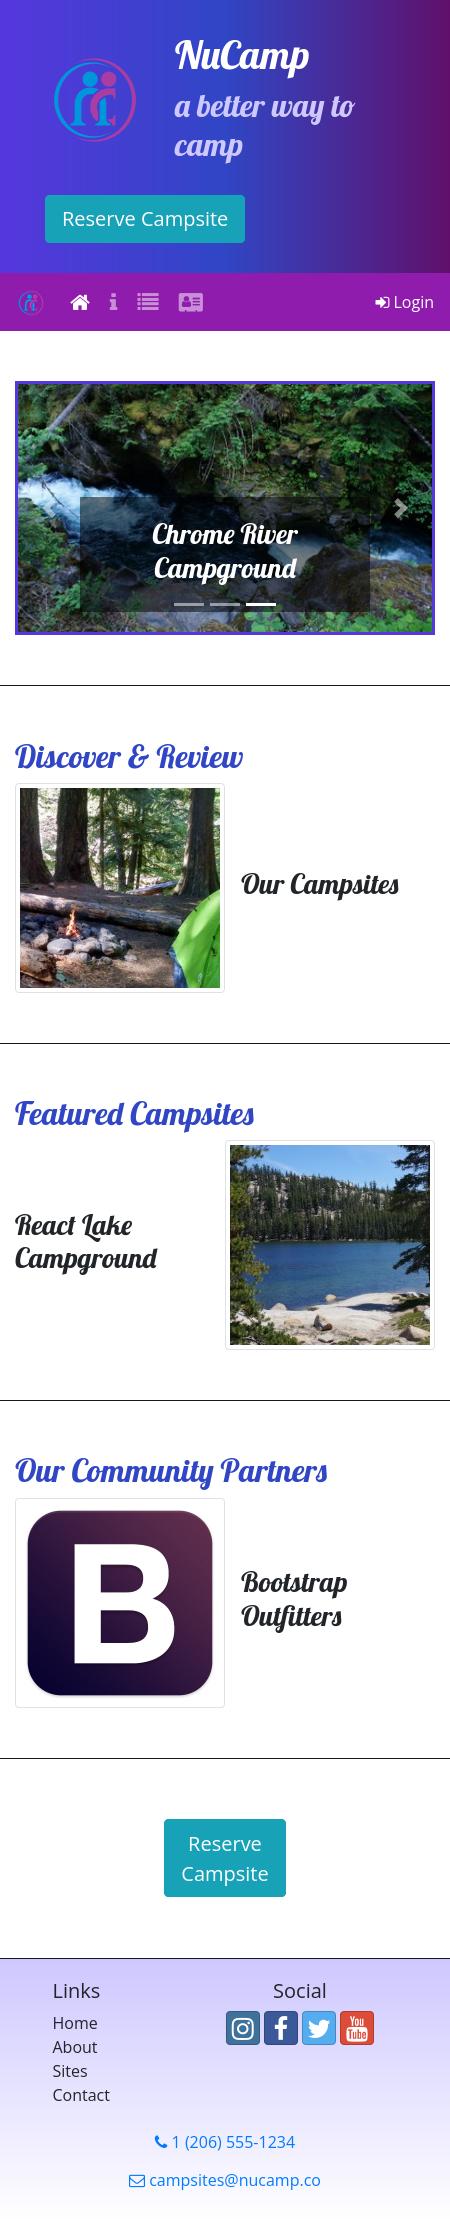 NuCamp
a better way to
camp
Reserve Campsite
Login
Chrome River
Campground
Discover & Review
Our Campsites
Featured Campsites
React Lake
Campground
Our Community Partners
B
Bootstrap
Outfitters
Reserve
Campsite
Links
Social
Home
You
Tube
About
Sites
Contact
1 (206) 555-1234
campsites@nucamp.co